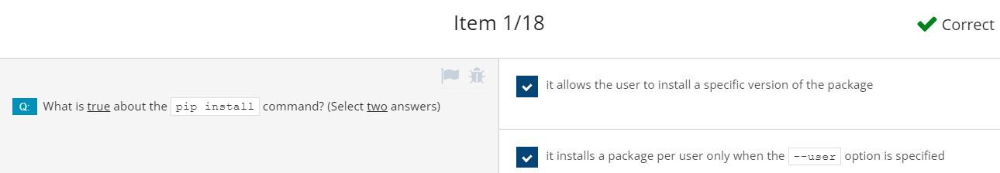 Item 1/18
Correct
Q: What is true about the pip install command? (Select two answers)
it allows the user to install a specific version of the package
it installs a package per user only when the --user option is specified